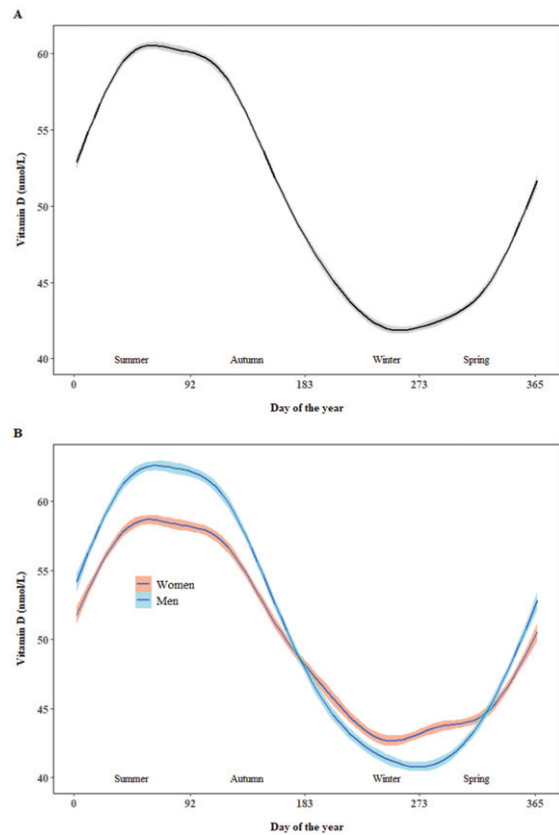 A
Vitamin D (nmol/L)
60
55
50
45
40
Summer Autumn Winter Spring
0 92 183 273 365
Day of the year
B
Vitamin D (nmol/L)
60
55
50
45
40
Women
Men
Summer Autumn Winter Spring
0 92 183 273 365
Day of the year